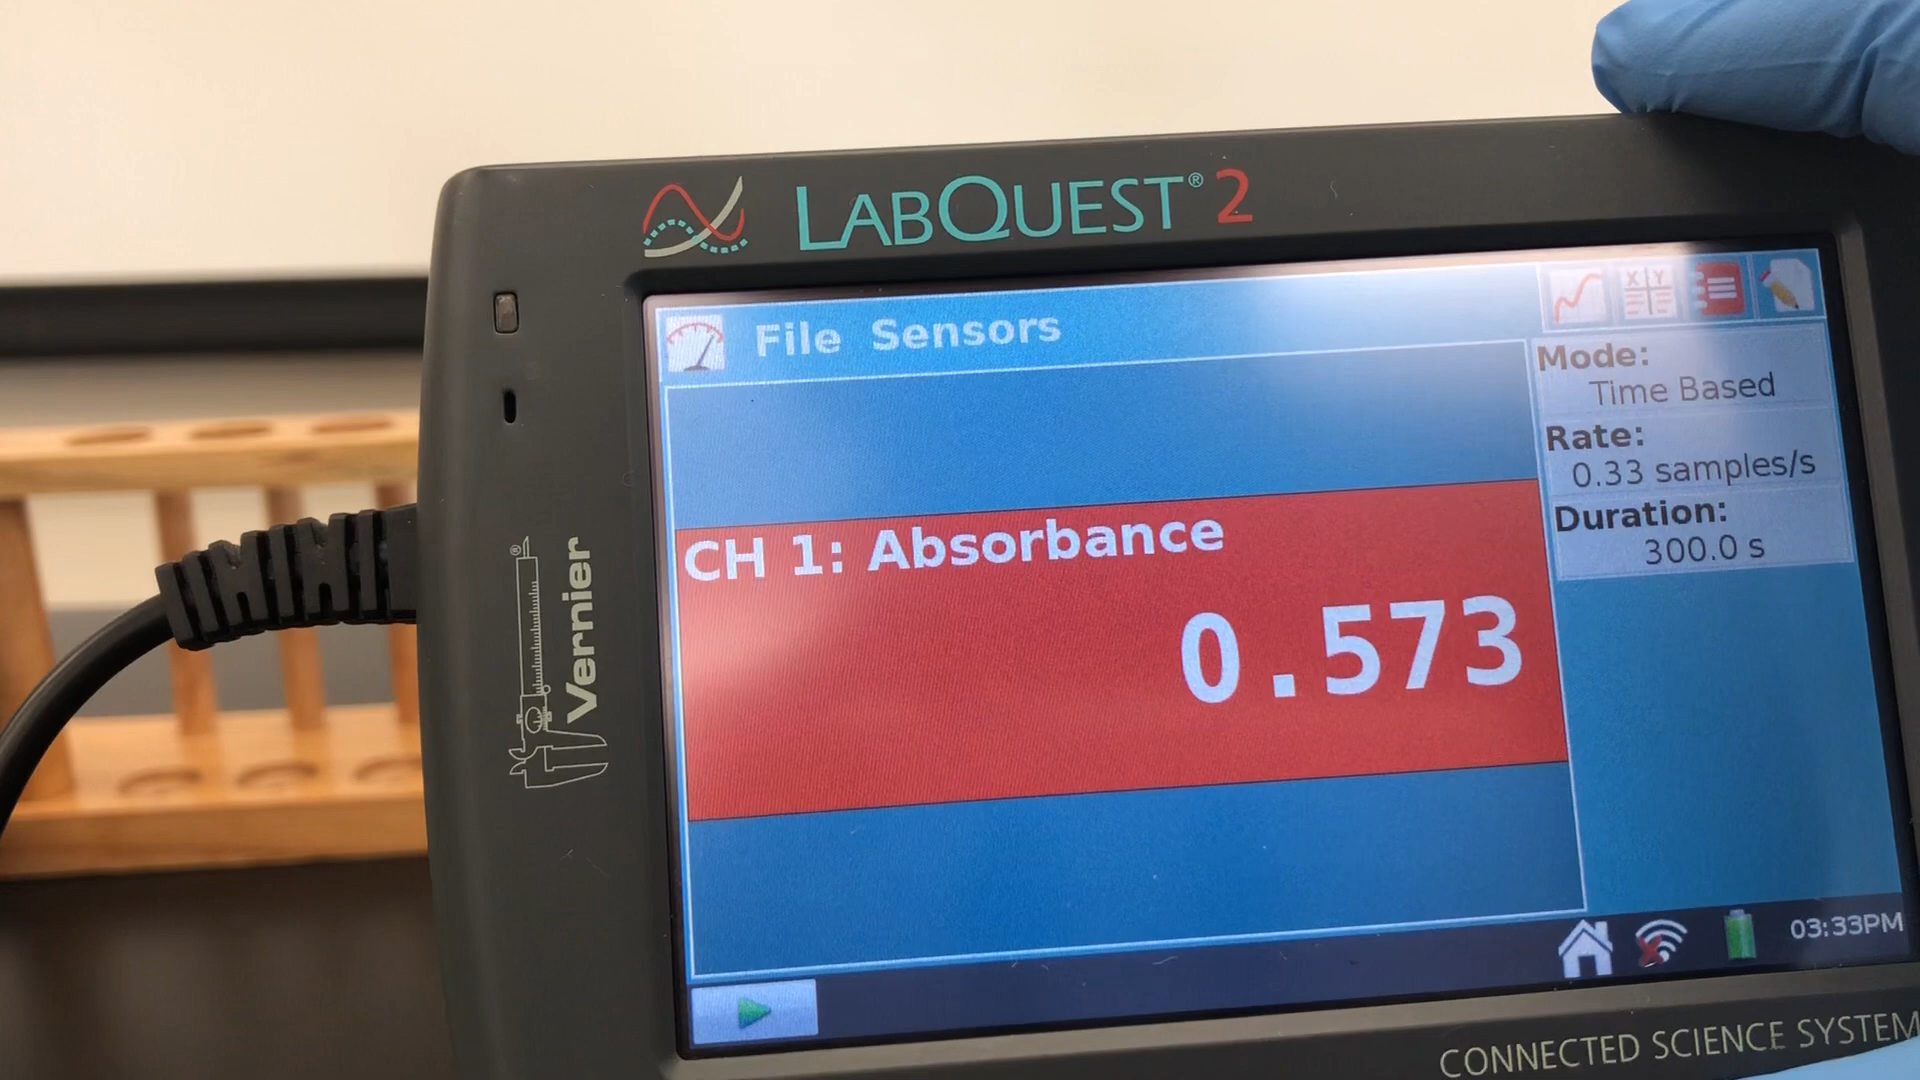 LABQUEST® 2
File Sensors
Mode:
Time Based
Rate:
0.33 samples/s
Duration:
300.0 s
CH 1: Absorbance
0.573
X Y
Vernier®
03:33PM
CONNECTED SCIENCE SYSTEM